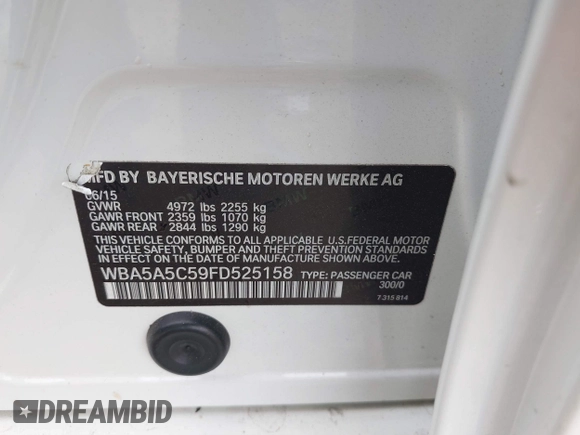 MFD BY BAYERISCHE MOTOREN WERKE AG
06/15
GVWR 4972 lbs 2255 kg
GAWR FRONT 2359 lbs 1070 kg
GAWR REAR 2844 lbs 1290 kg
THIS VEHICLE CONFORMS TO ALL APPLICABLE U.S.FEDERAL MOTOR
VEHICLE SAFETY, BUMPER, AND THEFT PREVENTION STANDARDS
IN EFFECT ON THE DATE OF MANUFACTURE SHOWN ABOVE.
WBA5A5C59FD525158 TYPE: PASSENGER CAR
300/0
7 315 814
DREAMBID